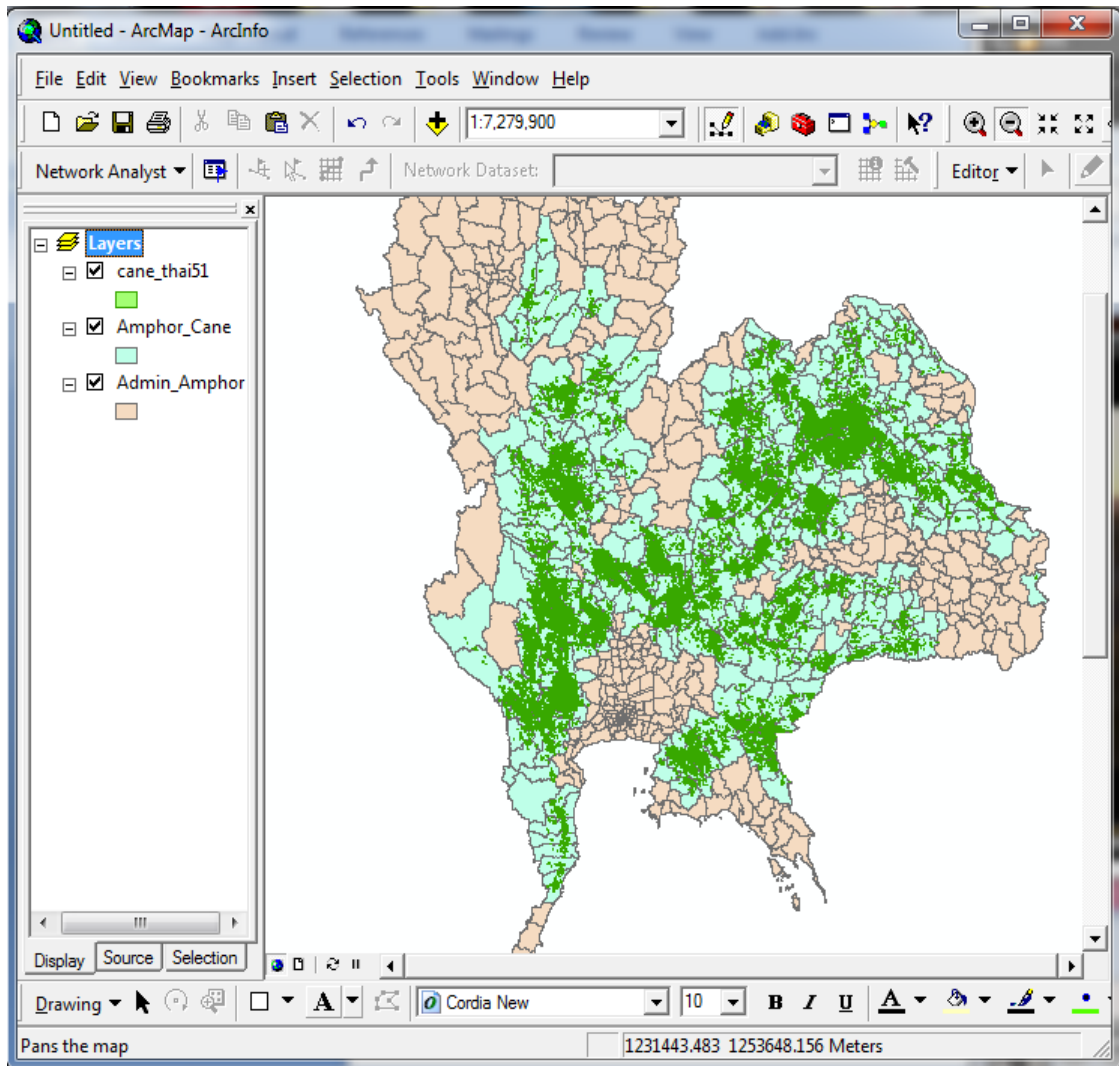 Untitled - ArcMap - ArcInfo
File Edit View Bookmarks Insert Selection Tools Window Help
1:7,279,900
Network Analyst Network Dataset: Editor
Layers
cane_thai51
Amphor_Cane
Admin_Amphor
Display Source Selection
Drawing A Cordia New 10 B I U A
Pans the map 1231443.483 1253648.156 Meters